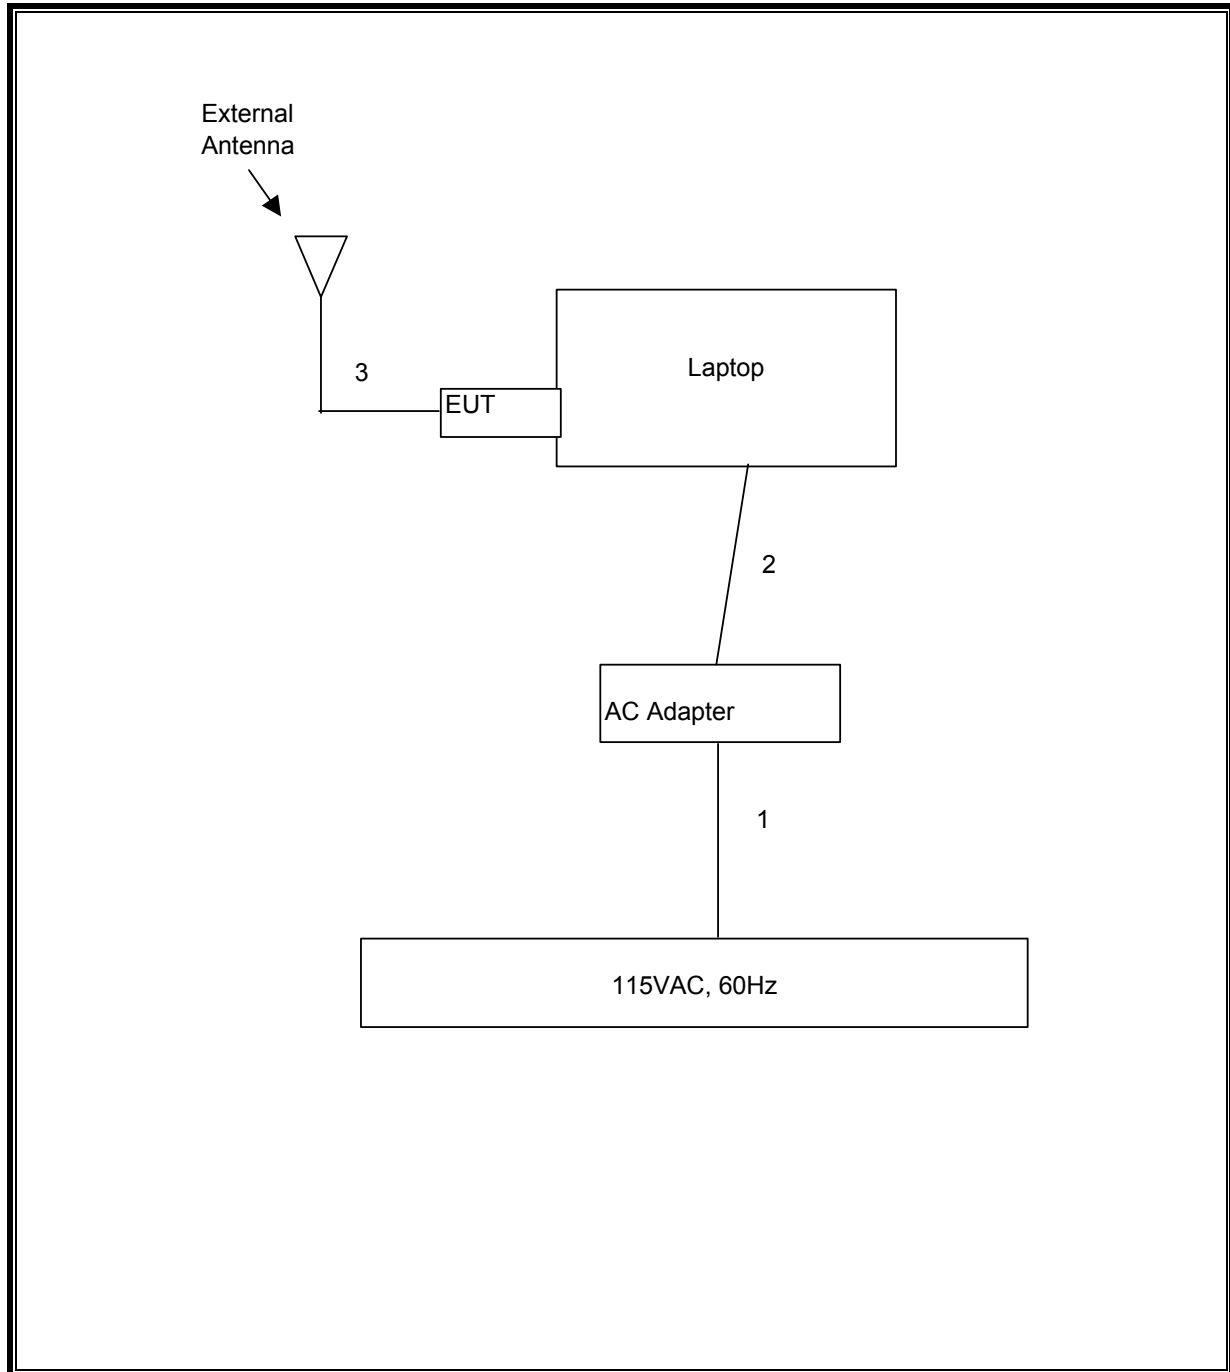 External
Antenna
3
EUT
Laptop
2
AC Adapter
1
115VAC, 60Hz